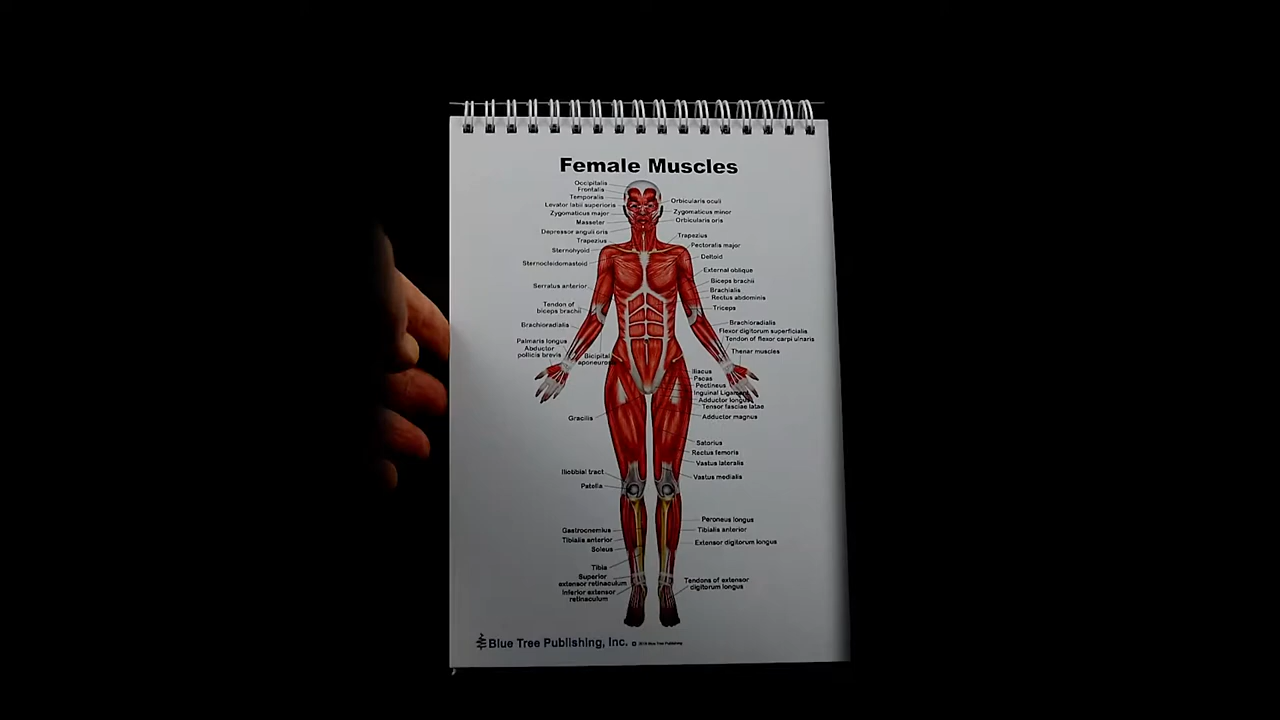 Female Muscles
Occipitalis
Frontalis
Temporalis
Levator labii superioris
Zygomaticus major
Masseter
Depressor anguli oris
Trapezius
Sternohyoid
Sternocleidomastoid
Serratus anterior
Tendon of
biceps brachii
Brachioradialis
Palmaris longus
Abductor
pollicis brevis
Bicipital
aponeurosis
Gracilis
Iliotibial tract
Patella
Gastrocnemius
Tibialis anterior
Soleus
Tibia
Superior
extensor retinaculum
Inferior extensor
retinaculum
Orbicularis oculi
Zygomaticus minor
Orbicularis oris
Trapezius
Pectoralis major
Deltoid
External oblique
Biceps brachii
Brachialis
Rectus abdominis
Triceps
Brachioradialis
Flexor digitorum superficialis
Tendon of flexor carpi ulnaris
Thenar muscles
Iliacus
Psoas
Pectineus
Inguinal Ligament
Adductor longus
Tensor fasciae latae
Adductor magnus
Satorius
Rectus femoris
Vastus lateralis
Vastus medialis
Peroneus longus
Tibialis anterior
Extensor digitorum longus
Tendons of extensor
digitorum longus
Blue Tree Publishing, Inc.
Blue Tree Publishing